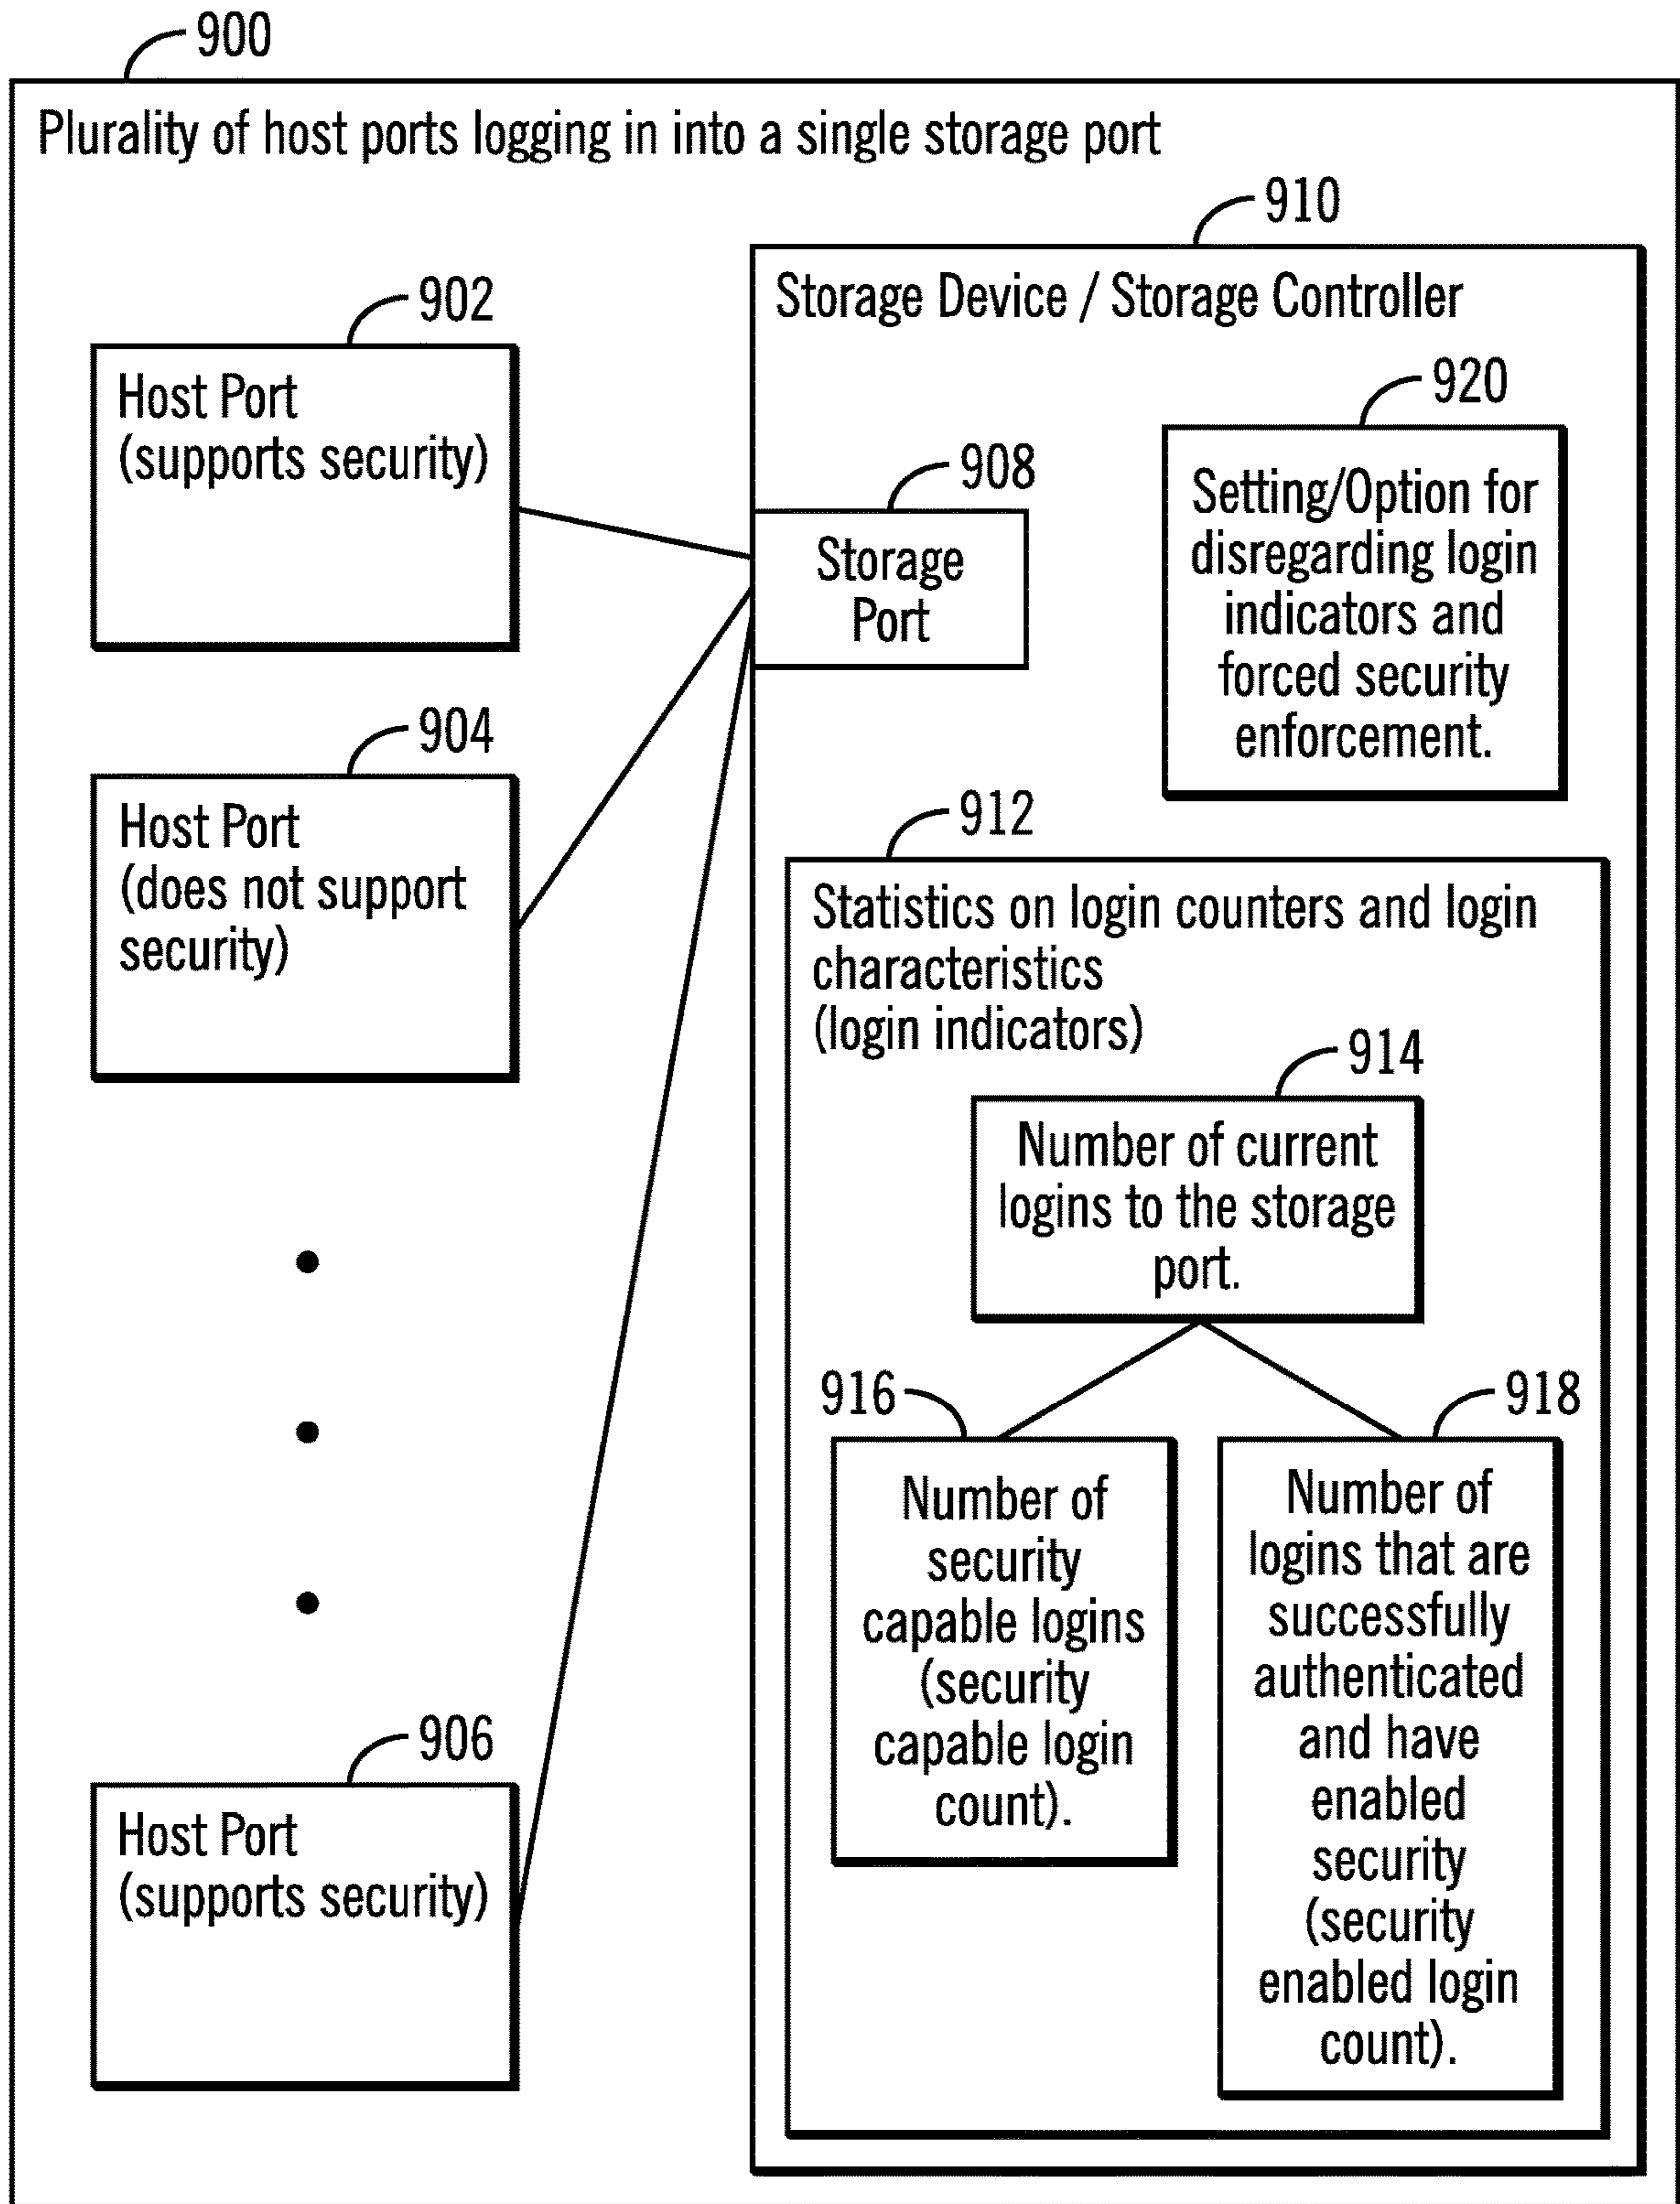 900
Plurality of host ports logging in into a single storage port
910
Storage Device / Storage Controller
902
Host Port
(supports security)
920
Setting/Option for
disregarding login
indicators and
forced security
enforcement.
908
Storage
Port
904
Host Port
(does not support
security)
912
Statistics on login counters and login
characteristics
(login indicators)
914
Number of current
logins to the storage
port.
916
Number of
security
capable logins
(security
capable login
count).
918
Number of
logins that are
successfully
authenticated
and have
enabled
security
(security
enabled login
count).
906
Host Port
(supports security)